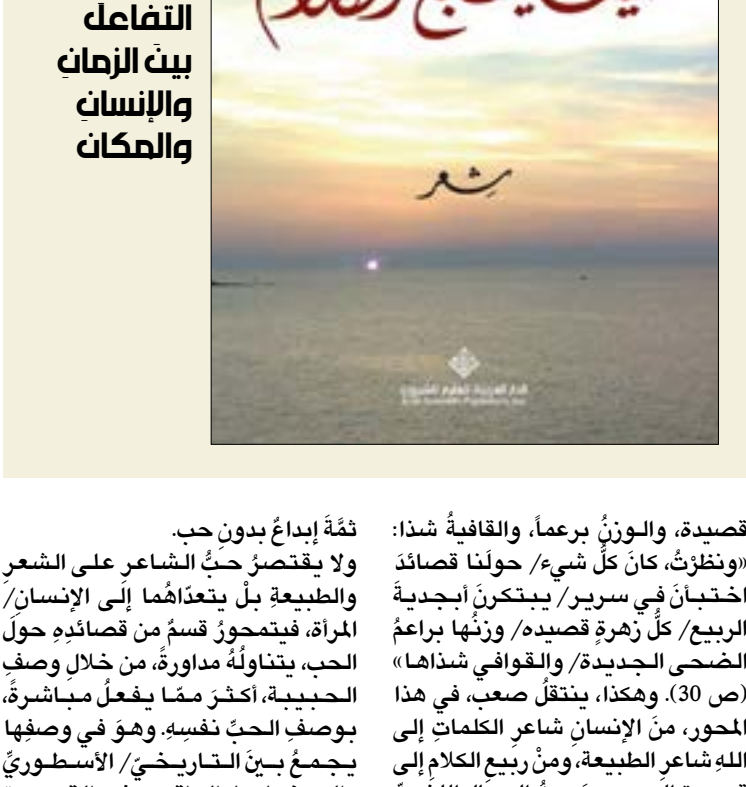 التفاعل
بينَ الزمانِ
والإنسانِ
والمكان
شعر
قصيدة، والوزنُ برعماً، والقافيةُ شذا:
«ونظرْتُ، كانَ كلُّ شيء/ حولَنا قصائدَ
اختبأنَ في سرير/ يبتكرنَ أبجديةَ
الربيع/ كلُّ زهرةٍ قصيده/ وزنُها براعمُ
الضحى الجديدة/ والقوافي شذاها»
(ص 30). وهكذا، ينتقلُ صعب، في هذا
المحور، منَ الإنسانِ شاعرِ الكلماتِ إلى
اللهِ شاعرِ الطبيعة، ومنْ ربيعِ الكلامِ إلى
ثمَّةَ إبداعٌ بدونِ حب.
ولا يقتصرُ حبُّ الشاعرِ على الشعرِ
والطبيعةِ بلْ يتعدّاهُما إلى الإنسانِ/
المرأة، فيتمحورُ قسمٌ من قصائدِهِ حولَ
الحب، يتناولُهُ مداورةً، من خلالِ وصفِ
الحبيبة، أكثرَ ممّا يفعلُ مباشرةً،
بوصفِ الحبِّ نفسِهِ. وهوَ في وصفِها
يجمعُ بينَ التاريخيّ/ الأسطوريِّ